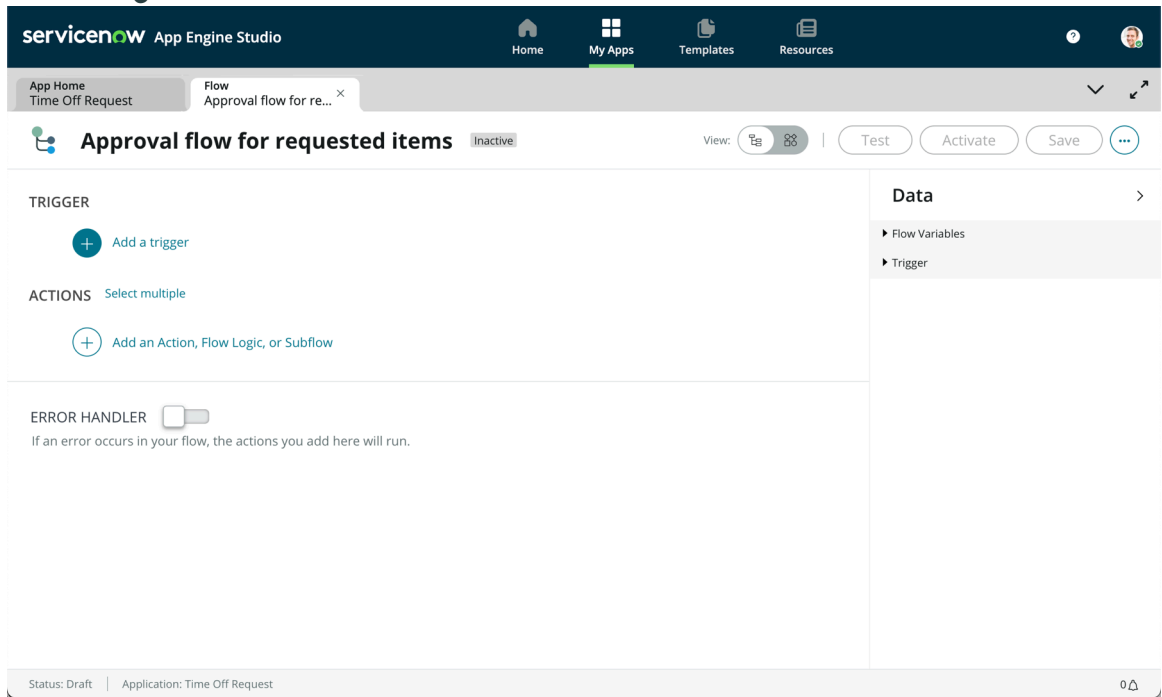 servicenow App Engine Studio
Home
My Apps
Templates
Resources
App Home
Time Off Request
Flow
Approval flow for re...
Approval flow for requested items
Inactive
View:
Test
Activate
Save
TRIGGER
Add a trigger
ACTIONS Select multiple
Add an Action, Flow Logic, or Subflow
ERROR HANDLER
If an error occurs in your flow, the actions you add here will run.
Data
Flow Variables
Trigger
Status: Draft
Application: Time Off Request
0